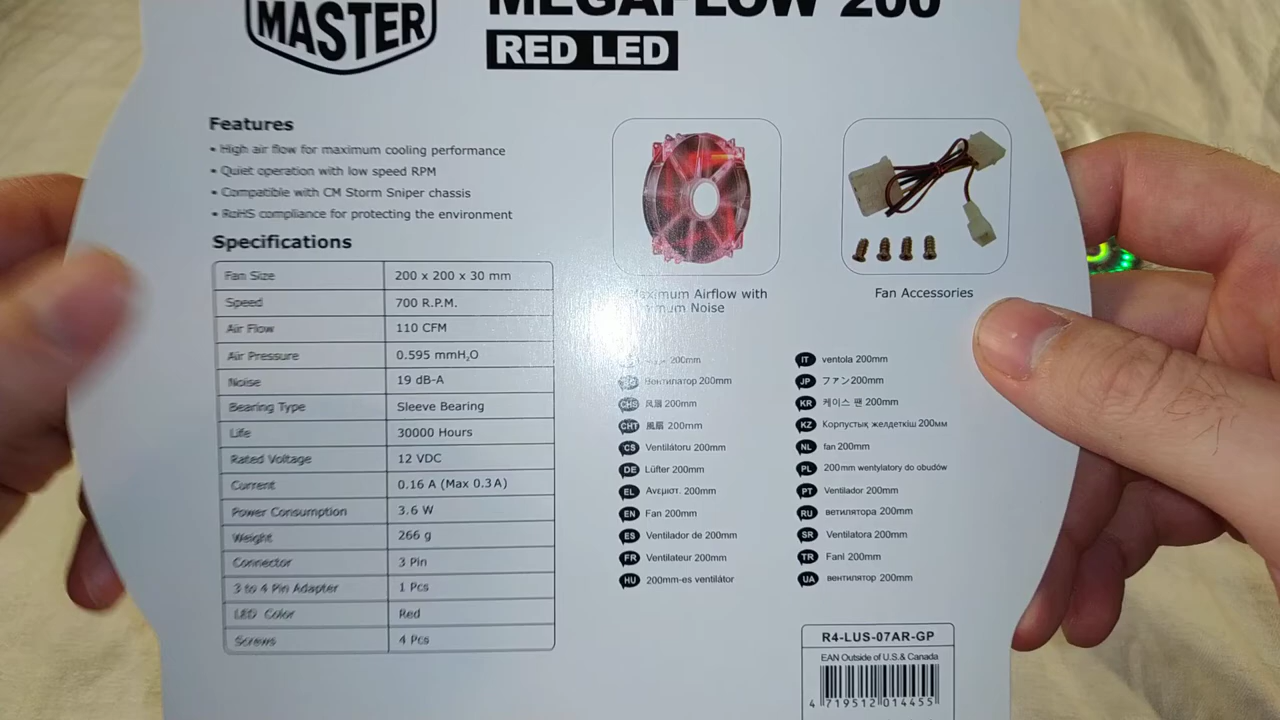 MASTER
MEGAFLOW 200
RED LED
Features
• High air flow for maximum cooling performance
• Quiet operation with low speed RPM
• Compatible with CM Storm Sniper chassis
• RoHS compliance for protecting the environment
Specifications
Fan Size 200 x 200 x 30 mm
Speed 700 R.P.M.
Air Flow 110 CFM
Air Pressure 0.595 mmH₂O
Noise 19 dB-A
Bearing Type Sleeve Bearing
Life 30000 Hours
Rated Voltage 12 VDC
Current 0.16 A (Max 0.3 A)
Power Consumption 3.6 W
Weight 266 g
Connector 3 Pin
3 to 4 Pin Adapter 1 Pcs
LED Color Red
Screws 4 Pcs
Maximum Airflow with
Noise
Fan Accessories
200mm
Вентилатор 200mm
CHS 风扇 200mm
CHT 風扇 200mm
CS Ventilátoru 200mm
DE Lüfter 200mm
EL Ανεμιστ. 200mm
EN Fan 200mm
ES Ventilador de 200mm
FR Ventilateur 200mm
HU 200mm-es ventilátor
IT ventola 200mm
JP ファン200mm
KR 케이스 팬 200mm
KZ Корпустық желдеткіш 200мм
NL fan 200mm
PL 200mm wentylatory do obudów
PT Ventilador 200mm
RU ветилятора 200mm
SR Ventilatora 200mm
TR Fani 200mm
UA вентилятор 200mm
R4-LUS-07AR-GP
EAN Outside of U.S.& Canada
4 719512 014455